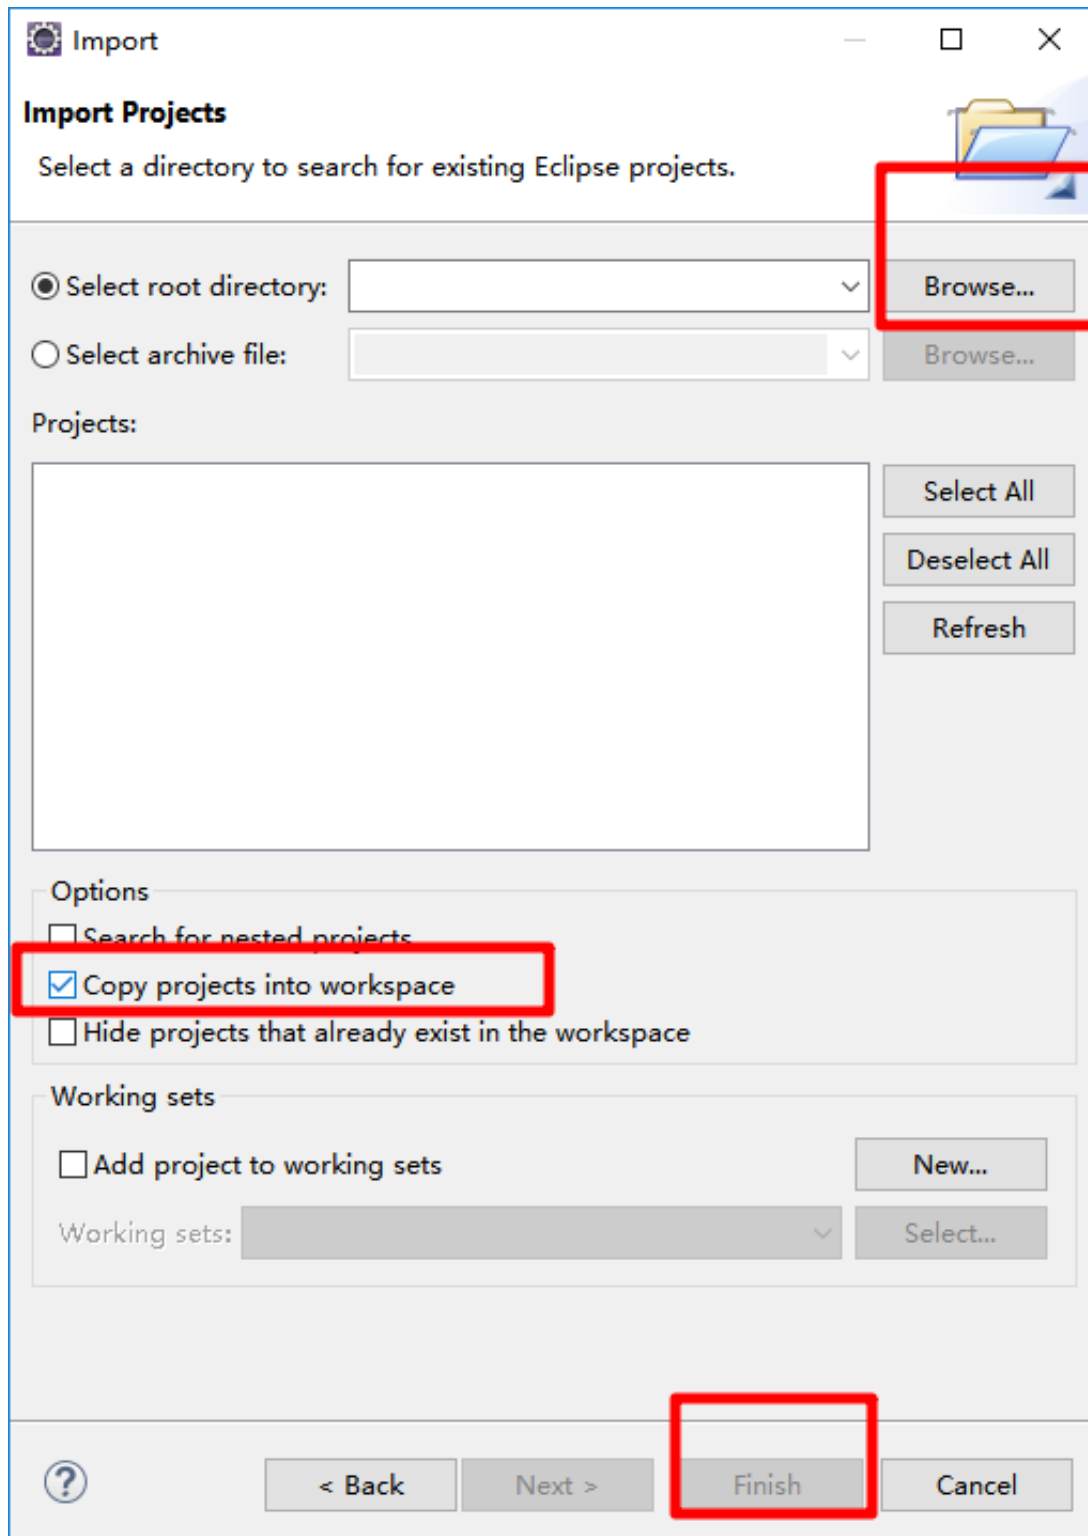 Import
Import Projects
Select a directory to search for existing Eclipse projects.
Select root directory: Browse...
Select archive file: Browse...
Projects:
Select All
Deselect All
Refresh
Options
Search for nested projects
Copy projects into workspace
Hide projects that already exist in the workspace
Working sets
Add project to working sets New...
Working sets: Select...
? < Back Next > Finish Cancel